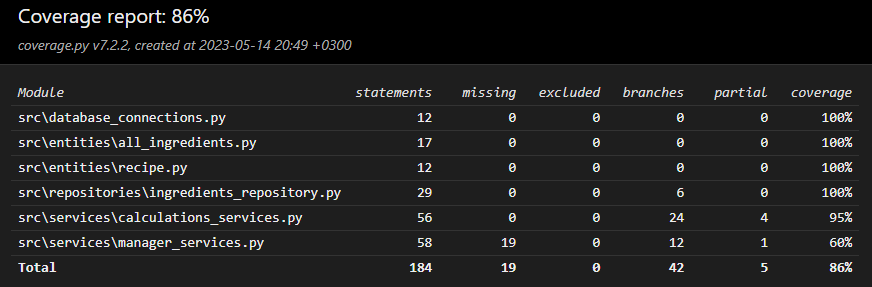 Coverage report: 86%
coverage.py v7.2.2, created at 2023-05-14 20:49 +0300
Module statements missing excluded branches partial coverage
src\database_connections.py 12 0 0 0 0 100%
src\entities\all_ingredients.py 17 0 0 0 0 100%
src\entities\recipe.py 12 0 0 0 0 100%
src\repositories\ingredients_repository.py 29 0 0 6 0 100%
src\services\calculations_services.py 56 0 0 24 4 95%
src\services\manager_services.py 58 19 0 12 1 60%
Total 184 19 0 42 5 86%